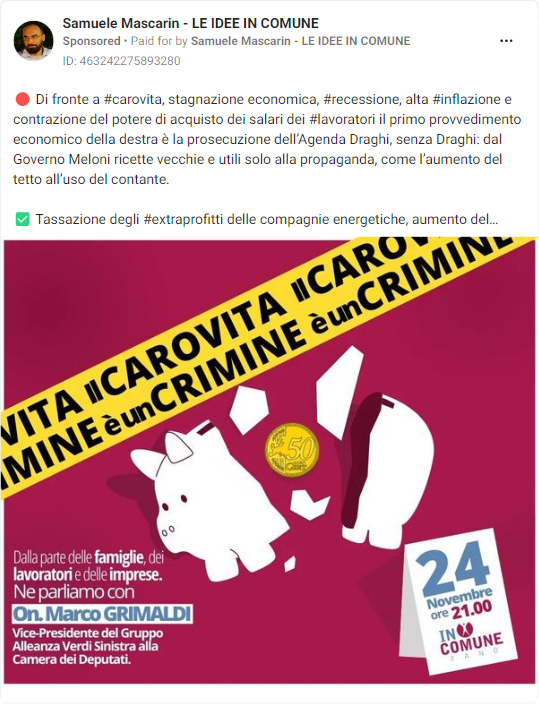 Samuele Mascarin - LE IDEE IN COMUNE
Sponsored • Paid for by Samuele Mascarin - LE IDEE IN COMUNE
ID: 463242275893280
🔴 Di fronte a #carovita, stagnazione economica, #recessione, alta #inflazione e
contrazione del potere di acquisto dei salari dei #lavoratori il primo provvedimento
economico della destra è la prosecuzione dell’Agenda Draghi, senza Draghi: dal
Governo Meloni ricette vecchie e utili solo alla propaganda, come l’aumento del
tetto all’uso del contante.
✅ Tassazione degli #extraprofitti delle compagnie energetiche, aumento del...
VITA Il CAROVITA Il CAROV
IMINE è un CRIMINE è un CRIMINE
50
Dalla parte delle famiglie, dei
lavoratori e delle imprese.
Ne parliamo con
On. Marco GRIMALDI
Vice-Presidente del Gruppo
Alleanza Verdi Sinistra alla
Camera dei Deputati.
24
Novembre
ore 21.00
IN
COMUNE
FANO